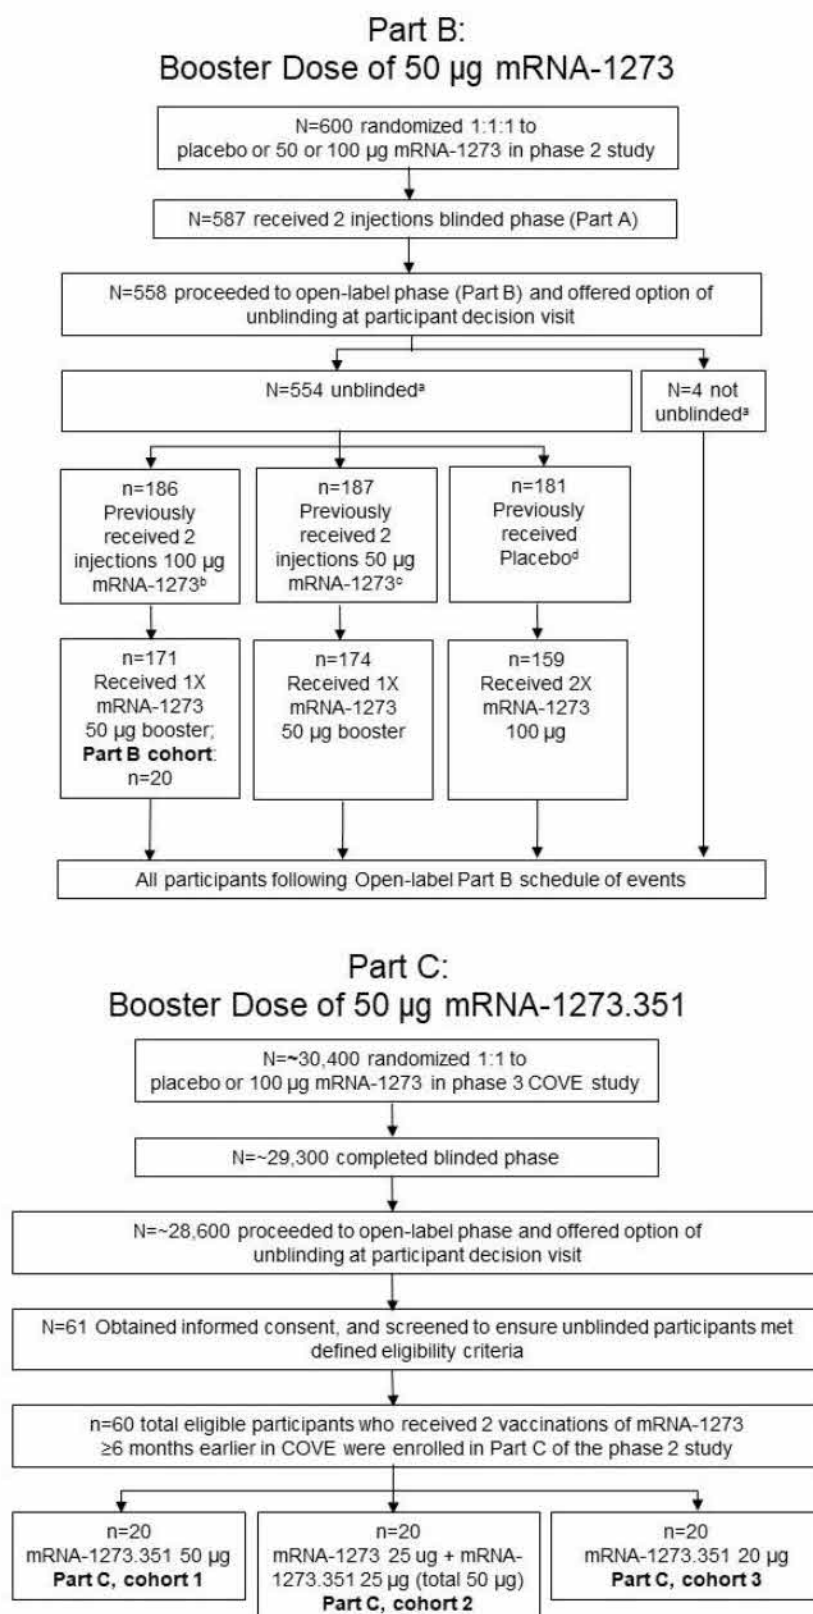 Part B:
Booster Dose of 50 µg mRNA-1273
N=600 randomized 1:1:1 to
placebo or 50 or 100 µg mRNA-1273 in phase 2 study
N=587 received 2 injections blinded phase (Part A)
N=558 proceeded to open-label phase (Part B) and offered option of
unblinding at participant decision visit
N=554 unblindedᵃ
N=4 not
unblindedᵃ
n=186
Previously
received 2
injections 100 µg
mRNA-1273ᵇ
n=187
Previously
received 2
injections 50 µg
mRNA-1273ᶜ
n=181
Previously
received
Placeboᵈ
n=171
Received 1X
mRNA-1273
50 µg booster;
Part B cohort:
n=20
n=174
Received 1X
mRNA-1273
50 µg booster
n=159
Received 2X
mRNA-1273
100 µg
All participants following Open-label Part B schedule of events
Part C:
Booster Dose of 50 µg mRNA-1273.351
N=~30,400 randomized 1:1 to
placebo or 100 µg mRNA-1273 in phase 3 COVE study
N=~29,300 completed blinded phase
N=~28,600 proceeded to open-label phase and offered option of
unblinding at participant decision visit
N=61 Obtained informed consent, and screened to ensure unblinded participants met
defined eligibility criteria
n=60 total eligible participants who received 2 vaccinations of mRNA-1273
≥6 months earlier in COVE were enrolled in Part C of the phase 2 study
n=20
mRNA-1273.351 50 µg
Part C, cohort 1
n=20
mRNA-1273 25 ug + mRNA-
1273.351 25 µg (total 50 µg)
Part C, cohort 2
n=20
mRNA-1273.351 20 µg
Part C, cohort 3